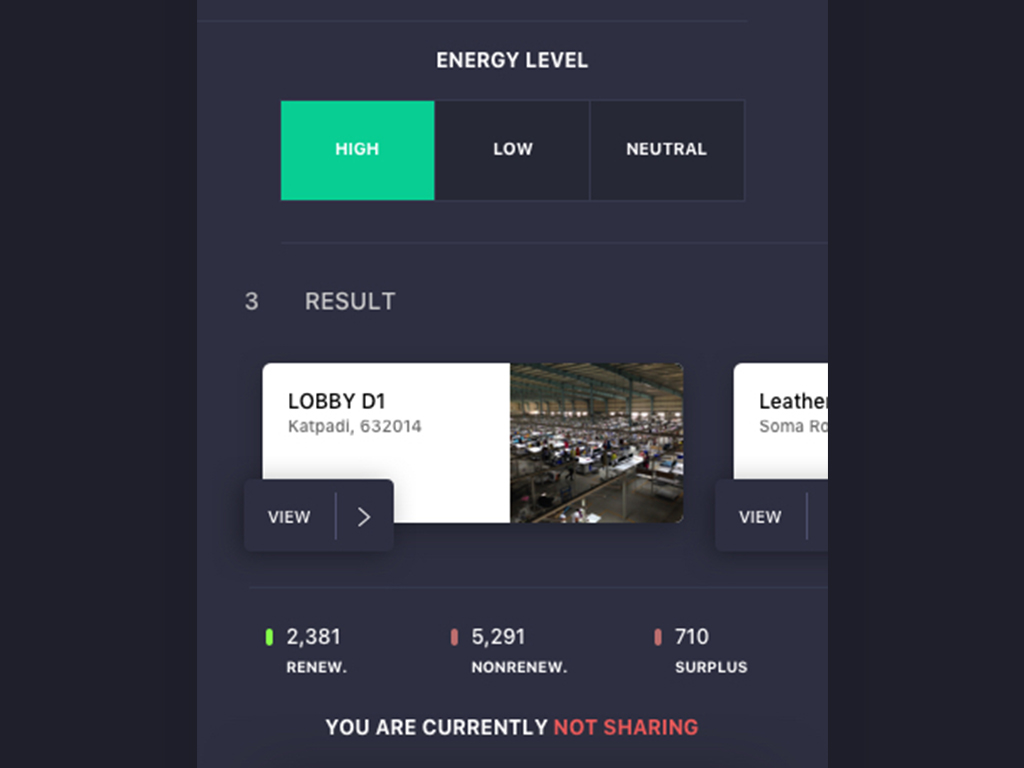 ENERGY LEVEL
HIGH LOW NEUTRAL
3 RESULT
LOBBY D1
Katpadi, 632014
VIEW
Soma
VIEW
2,381
RENEW.
5,291
NONRENEW.
710
SURPLUS
YOU ARE CURRENTLY NOT SHARING